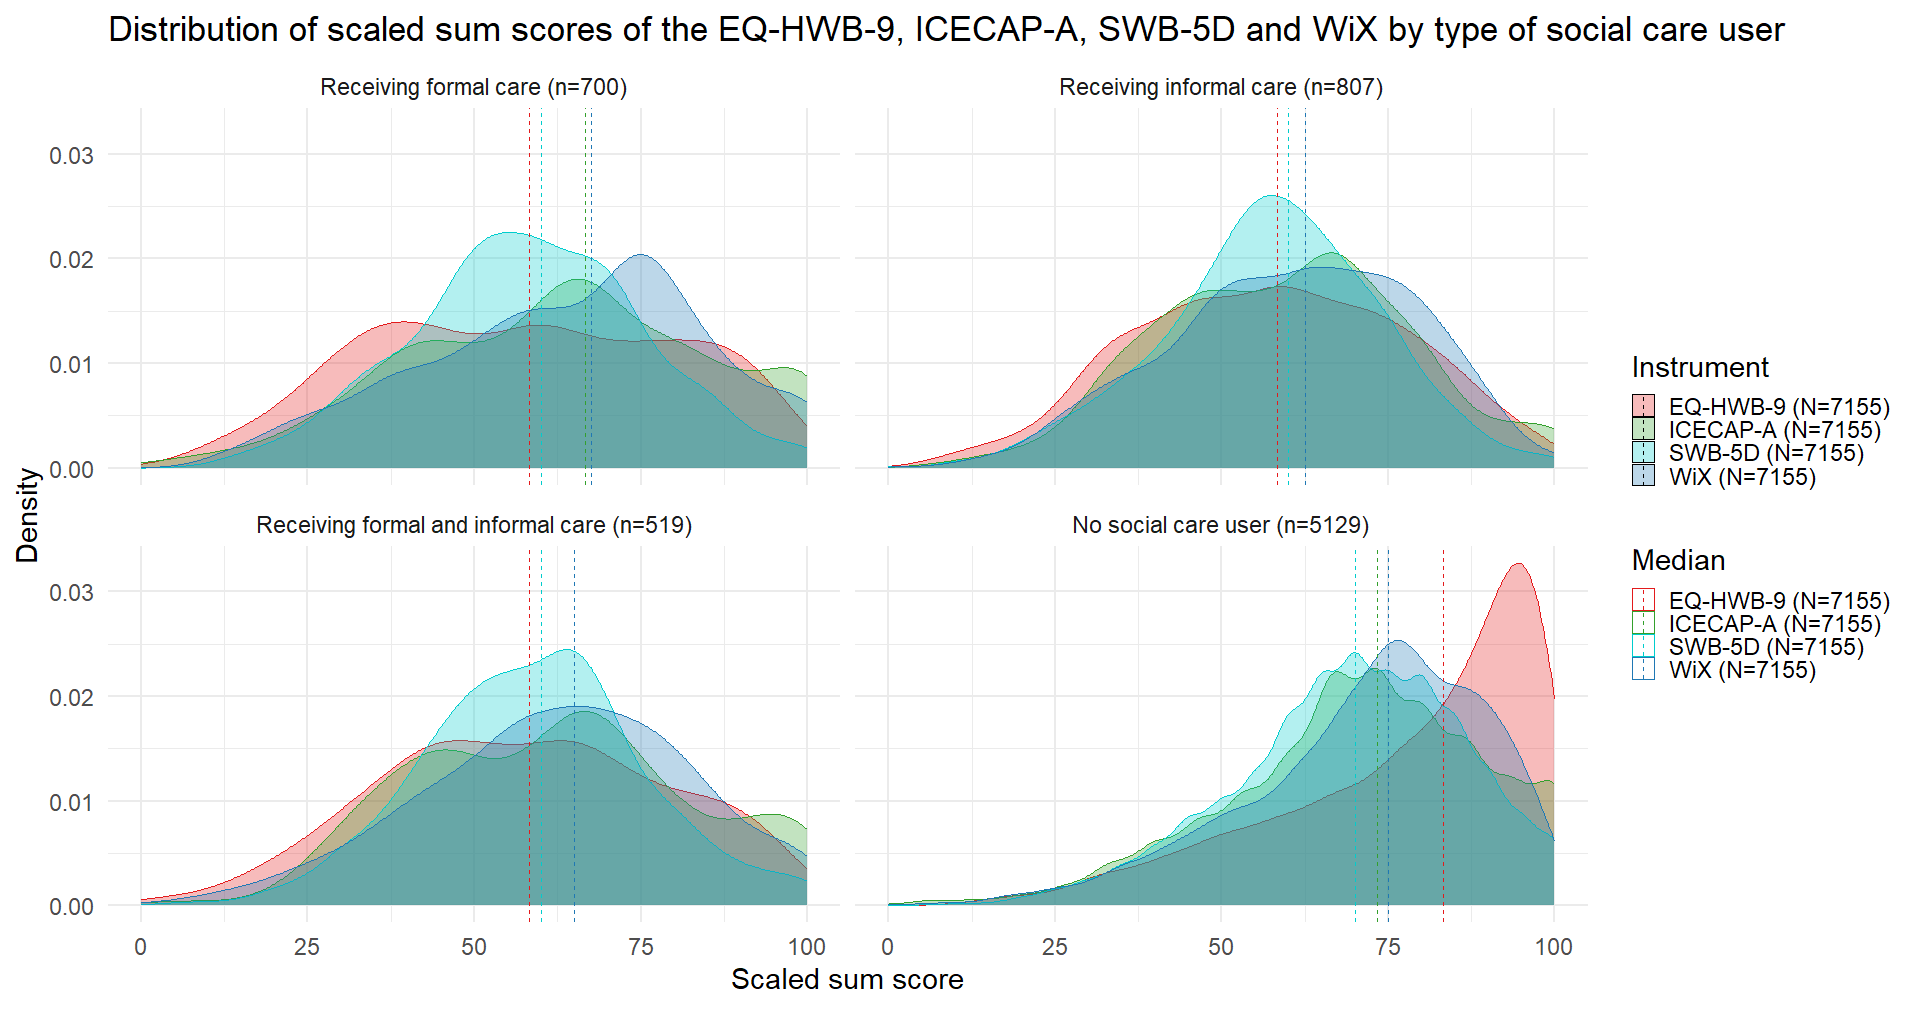 Distribution of scaled sum scores of the EQ-HWB-9, ICECAP-A, SWB-5D and WiX by type of social care user
Receiving formal care (n=700)
Receiving informal care (n=807)
0.03
0.02
0.01
0.00
Receiving formal and informal care (n=519)
No social care user (n=5129)
0.03
0.02
0.01
0.00
0
25
50
75
100
0
25
50
75
100
Density
Scaled sum score
Instrument
EQ-HWB-9 (N=7155)
ICECAP-A (N=7155)
SWB-5D (N=7155)
WiX (N=7155)
Median
EQ-HWB-9 (N=7155)
ICECAP-A (N=7155)
SWB-5D (N=7155)
WiX (N=7155)